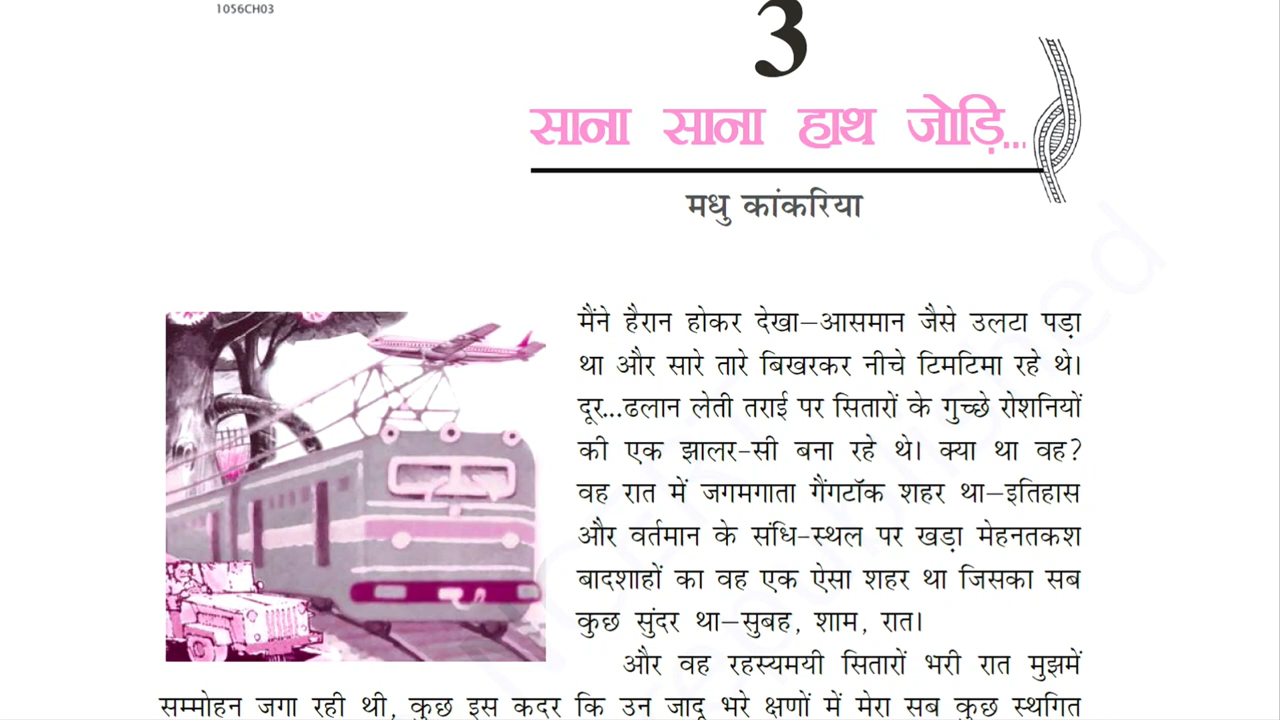 1056CH03
3
साना साना हाथ जोड़ि...
मधु कांकरिया
मैंने हैरान होकर देखा—आसमान जैसे उलटा पड़ा
था और सारे तारे बिखरकर नीचे टिमटिमा रहे थे।
दूर...ढलान लेती तराई पर सितारों के गुच्छे रोशनियों
की एक झालर-सी बना रहे थे। क्या था वह?
वह रात में जगमगाता गैंगटॉक शहर था—इतिहास
और वर्तमान के संधि-स्थल पर खड़ा मेहनतकश
बादशाहों का वह एक ऐसा शहर था जिसका सब
कुछ सुंदर था—सुबह, शाम, रात।
और वह रहस्यमयी सितारों भरी रात मुझमें
सम्मोहन जगा रही थी, कुछ इस कदर कि उन जादू भरे क्षणों में मेरा सब कुछ स्थगित